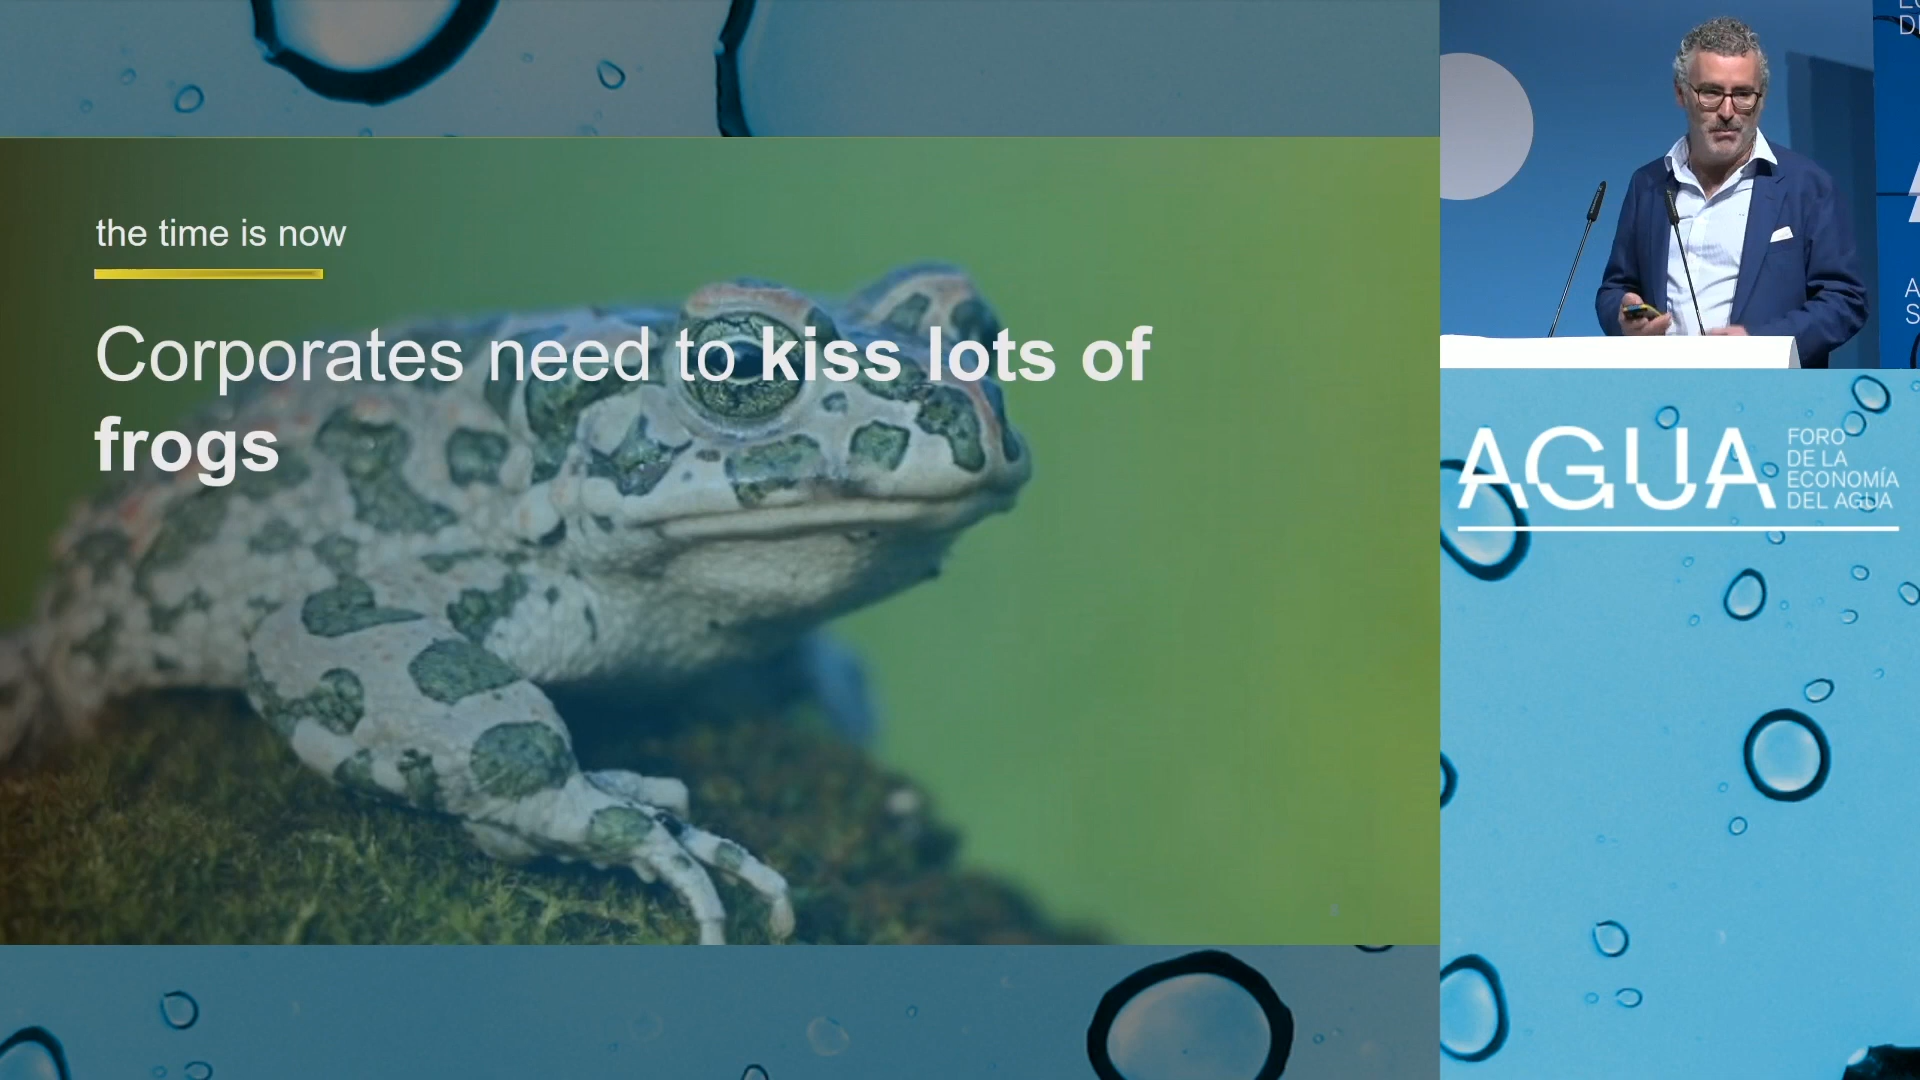 the time is now
Corporates need to kiss lots of
frogs
AGUA
FORO
DE LA
ECONOMÍA
DEL AGUA